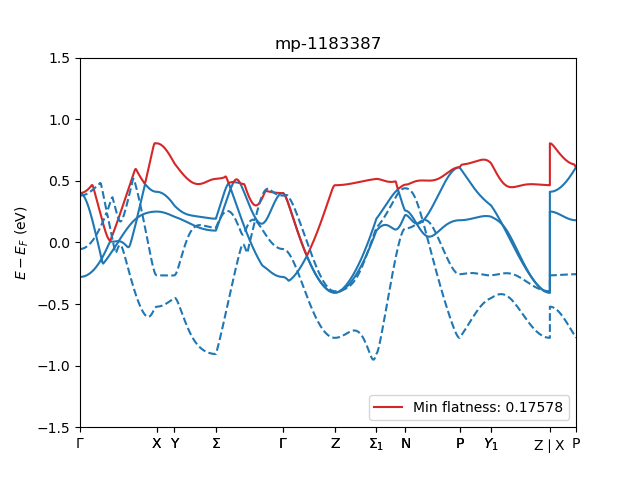 mp-1183387
E − E_F (eV)
1.5
1.0
0.5
0.0
−0.5
−1.0
−1.5
Min flatness: 0.17578
Γ X Y Σ Γ Z Σ₁ N P Y₁ Z | X P